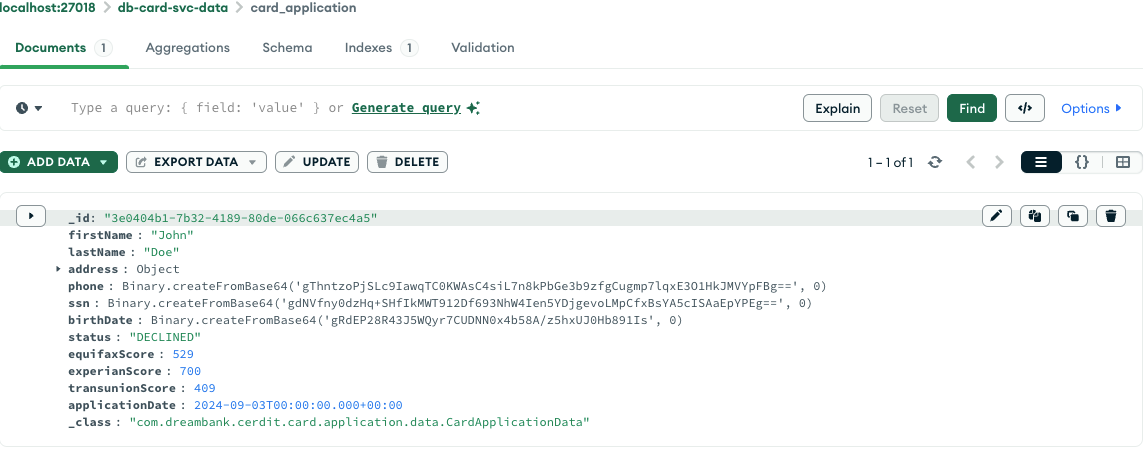 localhost:27018 > db-card-svc-data > card_application
Documents 1 Aggregations Schema Indexes 1 Validation
Type a query: { field: 'value' } or Generate query Explain Reset Find </> Options
ADD DATA EXPORT DATA UPDATE DELETE 1 – 1 of 1 {}
_id: "3e0404b1-7b32-4189-80de-066c637ec4a5"
firstName : "John"
lastName : "Doe"
address : Object
phone : Binary.createFromBase64('gThntzoPjSLc9IawqTC0KWAsC4siL7n8kPbGe3b9zfgCugmp7lqxE3O1HkJMVYpFBg==', 0)
ssn : Binary.createFromBase64('gdNVfny0dzHq+SHfIkMWT912Df693NhW4Ien5YDjgevoLMpCfxBsYA5cISAaEpYPEg==', 0)
birthDate : Binary.createFromBase64('gRdEP28R43J5WQyr7CUDNN0x4b58A/z5hxUJ0Hb891Is', 0)
status : "DECLINED"
equifaxScore : 529
experianScore : 700
transunionScore : 409
applicationDate : 2024-09-03T00:00:00.000+00:00
_class : "com.dreambank.cerdit.card.application.data.CardApplicationData"